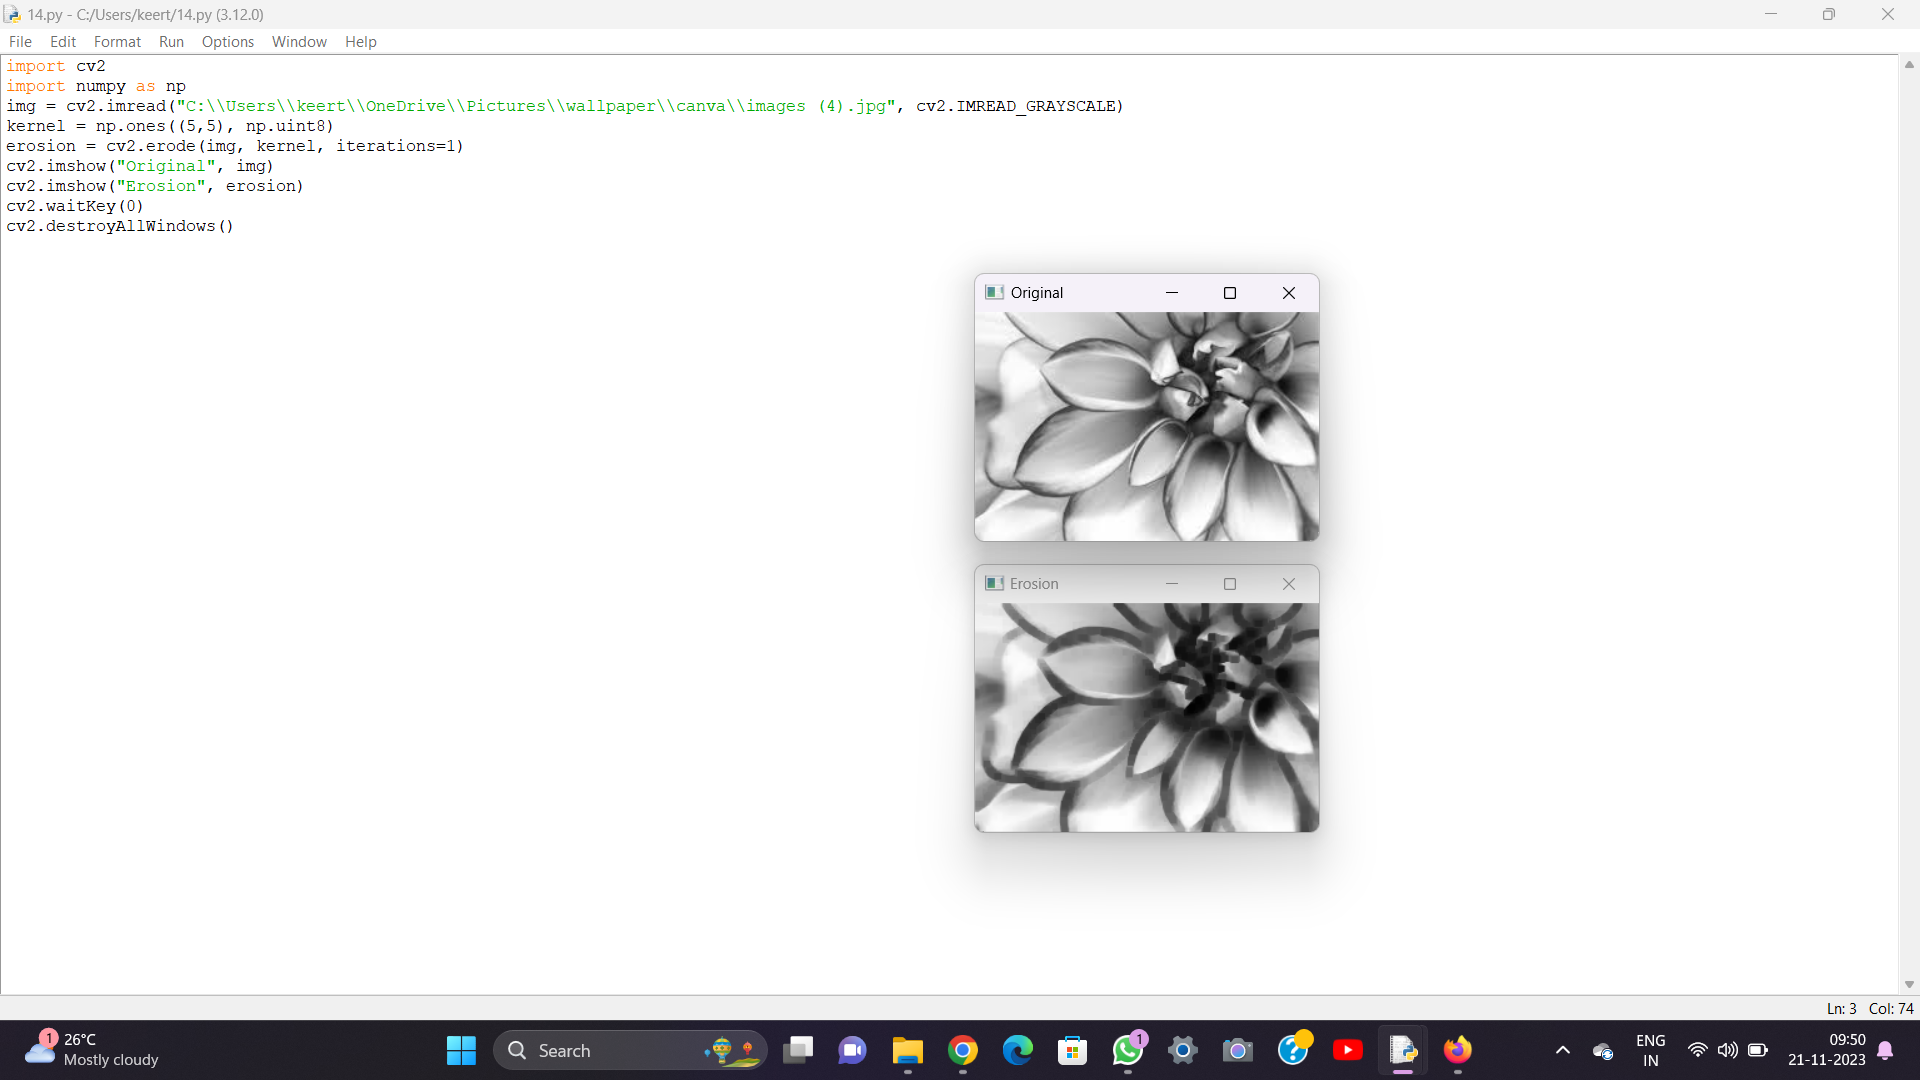 14.py - C:/Users/keert/14.py (3.12.0)
File Edit Format Run Options Window Help
import cv2
import numpy as np
img = cv2.imread("C:\\Users\\keert\\OneDrive\\Pictures\\wallpaper\\canva\\images (4).jpg", cv2.IMREAD_GRAYSCALE)
kernel = np.ones((5,5), np.uint8)
erosion = cv2.erode(img, kernel, iterations=1)
cv2.imshow("Original", img)
cv2.imshow("Erosion", erosion)
cv2.waitKey(0)
cv2.destroyAllWindows()
Original
Erosion
Ln: 3 Col: 74
1
26°C
Mostly cloudy
Search
1
ENG
IN
09:50
21-11-2023